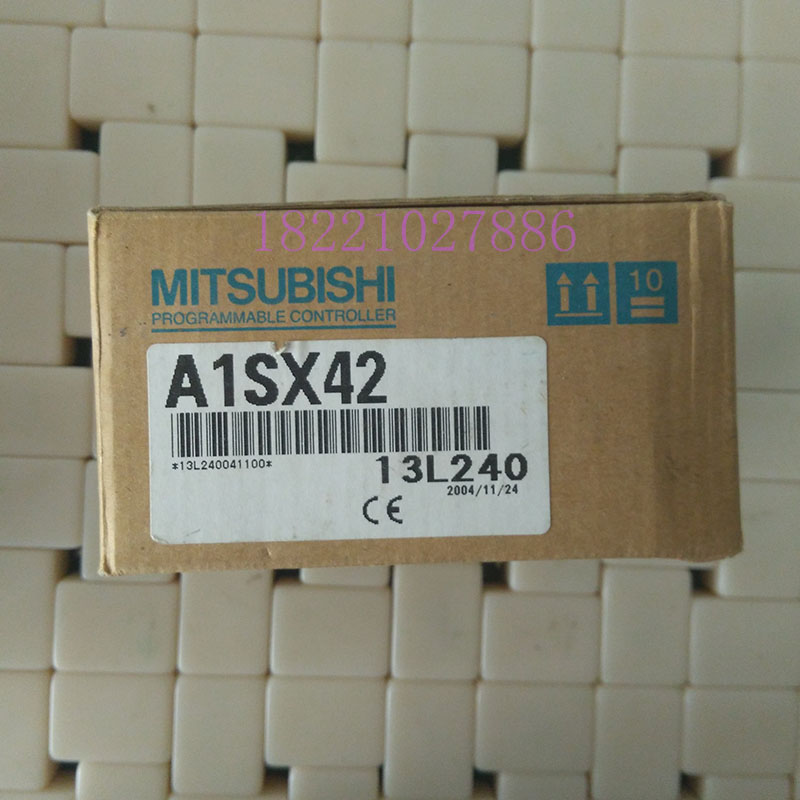 18221027886
MITSUBISHI
PROGRAMMABLE CONTROLLER
10
A1SX42
*13L240041100*
13L240
2004/11/24
CE